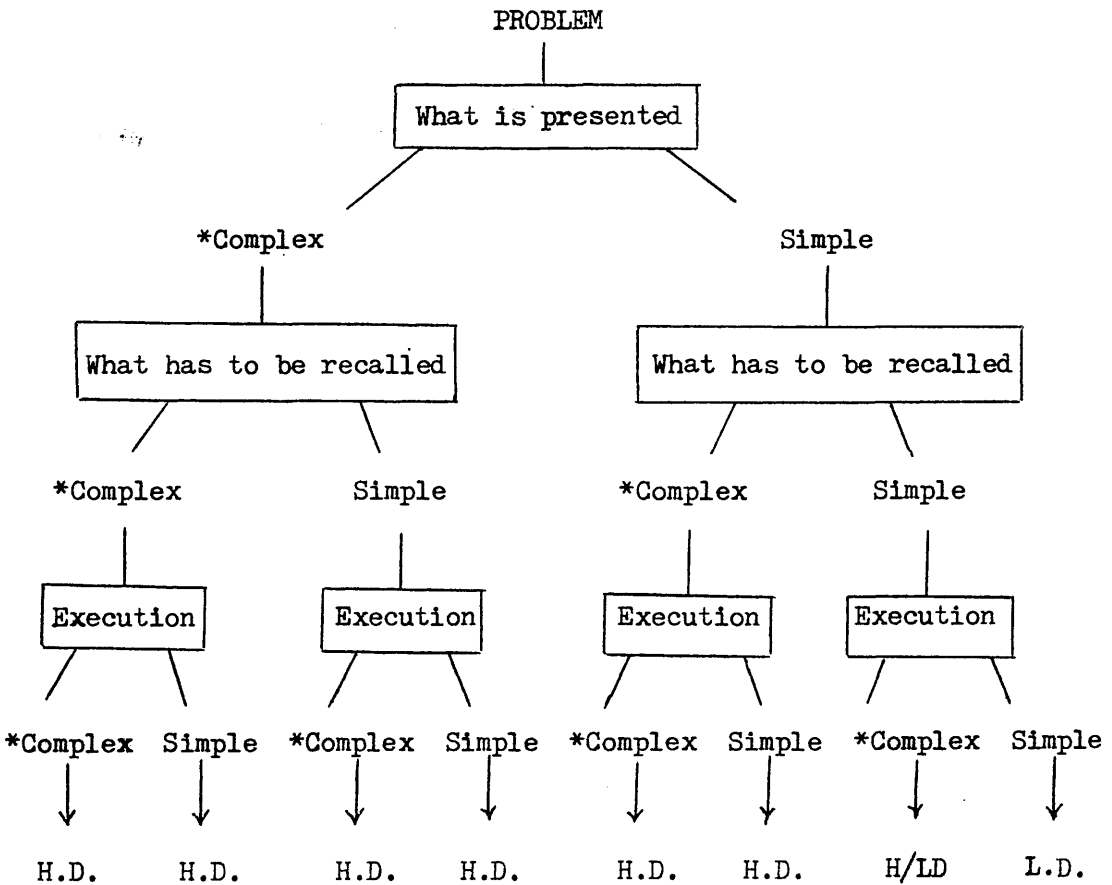 PROBLEM
What is presented
*Complex Simple
What has to be recalled What has to be recalled
*Complex Simple *Complex Simple
Execution Execution Execution Execution
*Complex Simple *Complex Simple *Complex Simple *Complex Simple
H.D. H.D. H.D. H.D. H.D. H.D. H/LD L.D.